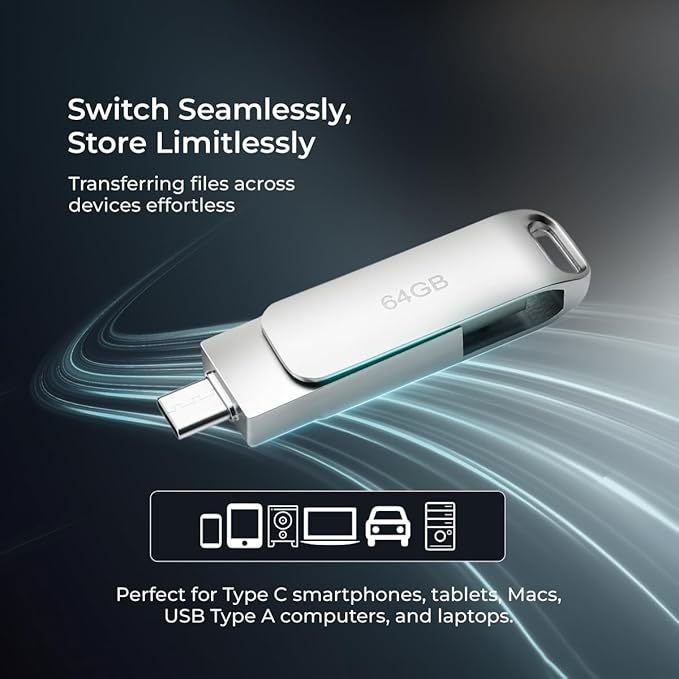 Switch Seamlessly,
Store Limitlessly
Transferring files across
devices effortless
64GB
Perfect for Type C smartphones, tablets, Macs,
USB Type A computers, and laptops.